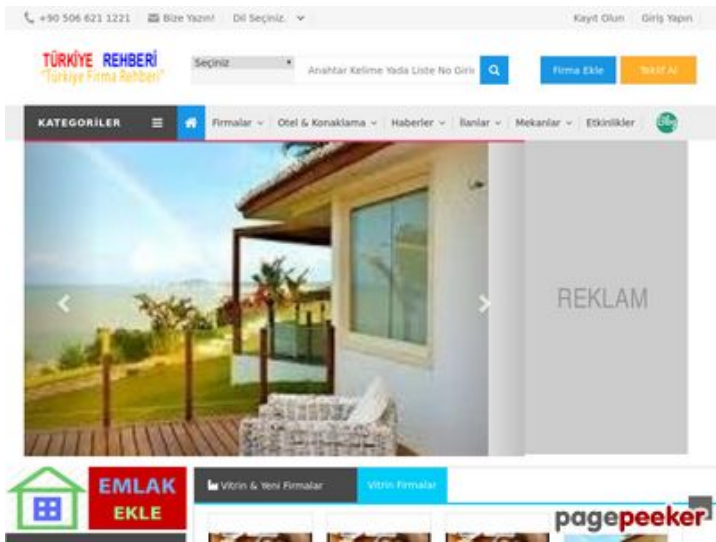 +90 506 621 1221 Bize Yazın! Dil Seçiniz. Kayıt Olun Giriş Yapın
TÜRKİYE REHBERİ
"Türkiye Firma Rehberi"
Seçiniz Anahtar Kelime Yada Liste No Giri Firma Ekle Teklif Al
KATEGORİLER Firmalar Otel & Konaklama Haberler İlanlar Mekanlar Etkinlikler Blog
REKLAM
EMLAK
EKLE
Vitrin & Yeni Firmalar Vitrin Firmalar
pagepeeker